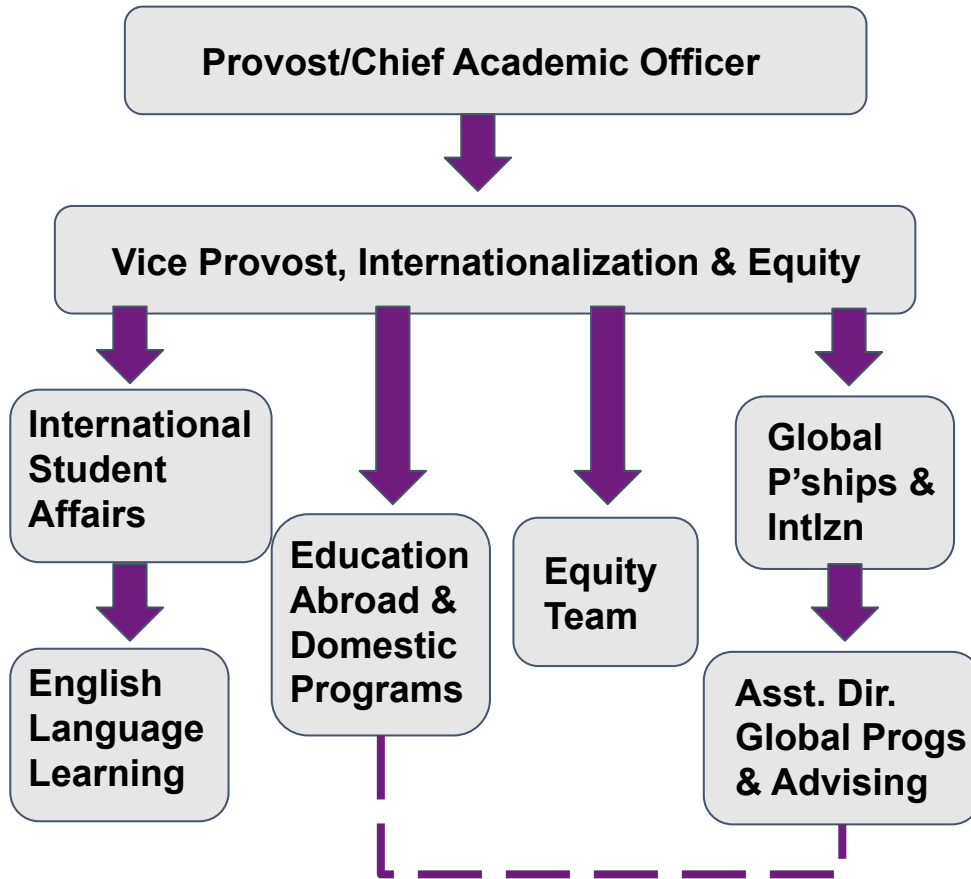 Provost/Chief Academic Officer
Vice Provost, Internationalization & Equity
International
Student
Affairs
Global
P’ships &
Intlzn
Education
Abroad &
Domestic
Programs
Equity
Team
English
Language
Learning
Asst. Dir.
Global Progs
& Advising